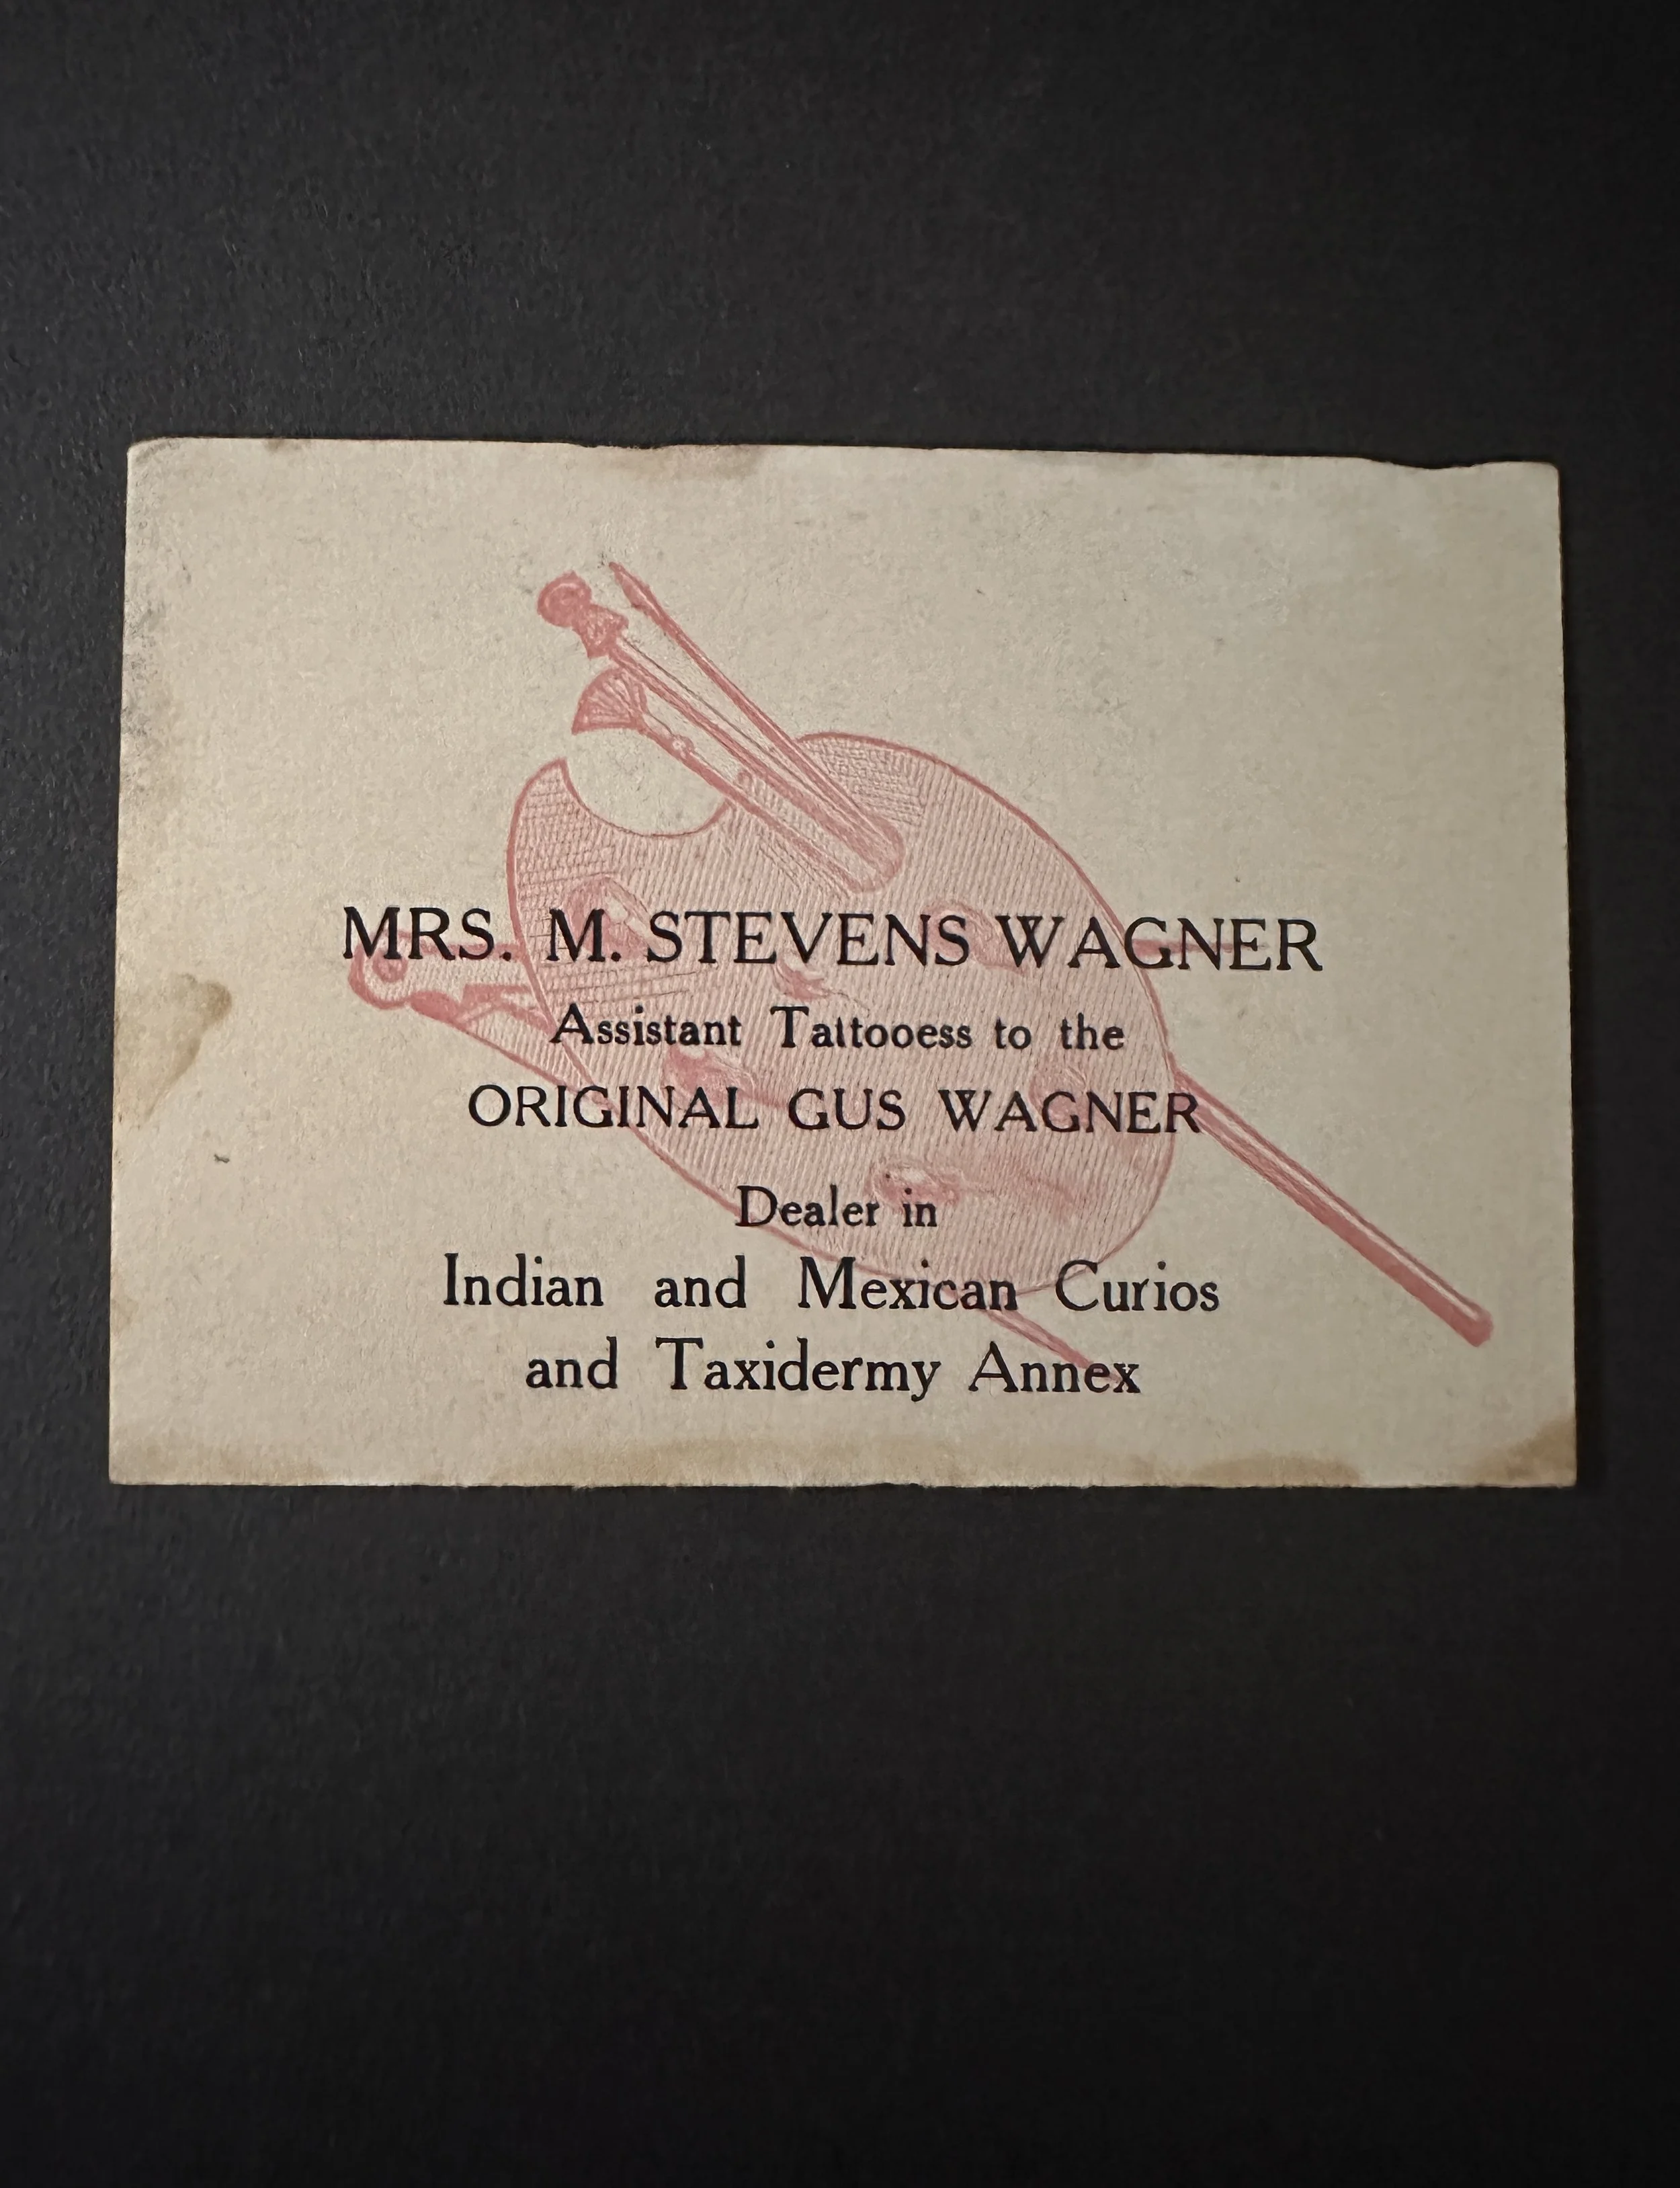 MRS. M. STEVENS WAGNER
Assistant Tattooess to the
ORIGINAL GUS WAGNER
Dealer in
Indian and Mexican Curios
and Taxidermy Annex